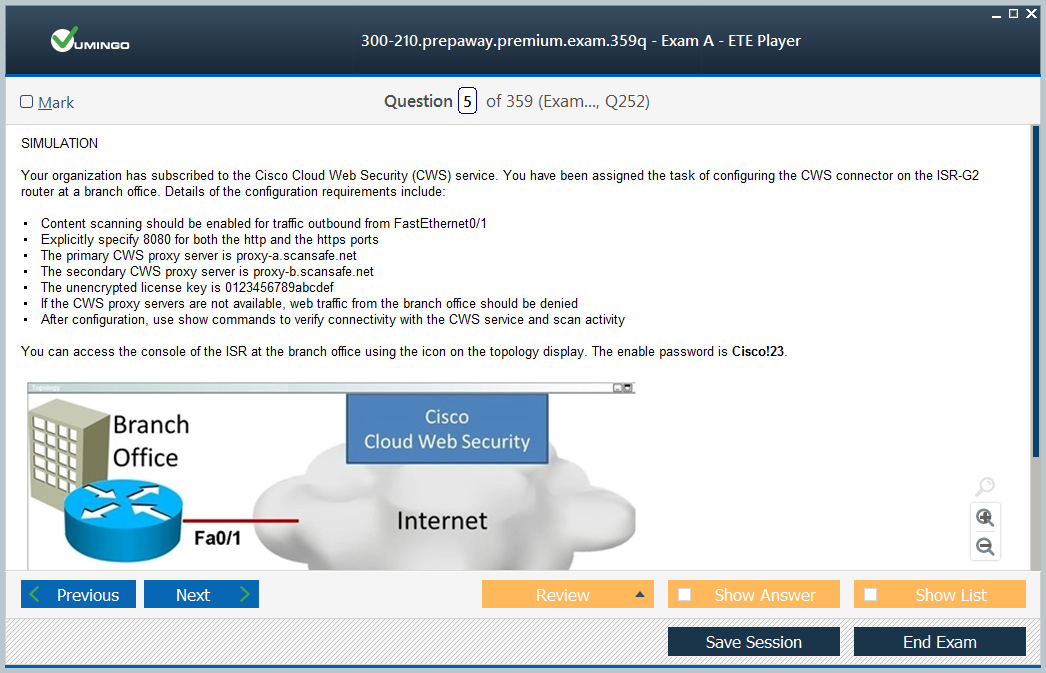 VUMINGO
300-210.prepaway.premium.exam.359q - Exam A - ETE Player
Mark
Question 5 of 359 (Exam..., Q252)
SIMULATION
Your organization has subscribed to the Cisco Cloud Web Security (CWS) service. You have been assigned the task of configuring the CWS connector on the ISR-G2
router at a branch office. Details of the configuration requirements include:
▪ Content scanning should be enabled for traffic outbound from FastEthernet0/1
▪ Explicitly specify 8080 for both the http and the https ports
▪ The primary CWS proxy server is proxy-a.scansafe.net
▪ The secondary CWS proxy server is proxy-b.scansafe.net
▪ The unencrypted license key is 0123456789abcdef
▪ If the CWS proxy servers are not available, web traffic from the branch office should be denied
▪ After configuration, use show commands to verify connectivity with the CWS service and scan activity
You can access the console of the ISR at the branch office using the icon on the topology display. The enable password is Cisco!23.
Topology
Branch
Office
Cisco
Cloud Web Security
Internet
Fa0/1
Previous
Next
Review
Show Answer
Show List
Save Session
End Exam